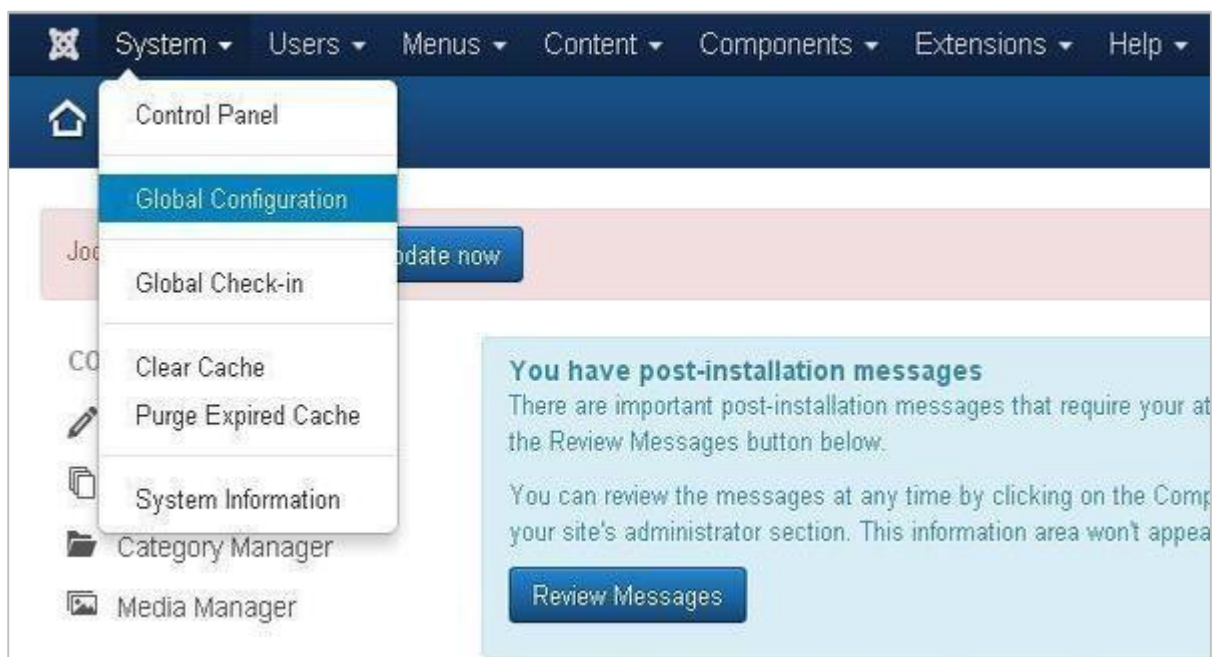 System Users Menus Content Components Extensions Help
Control Panel
Global Configuration
Joo
pdate now
Global Check-in
CO
Clear Cache
Purge Expired Cache
System Information
Category Manager
Media Manager
You have post-installation messages
There are important post-installation messages that require your at
the Review Messages button below.
You can review the messages at any time by clicking on the Comp
your site's administrator section. This information area won't appea
Review Messages